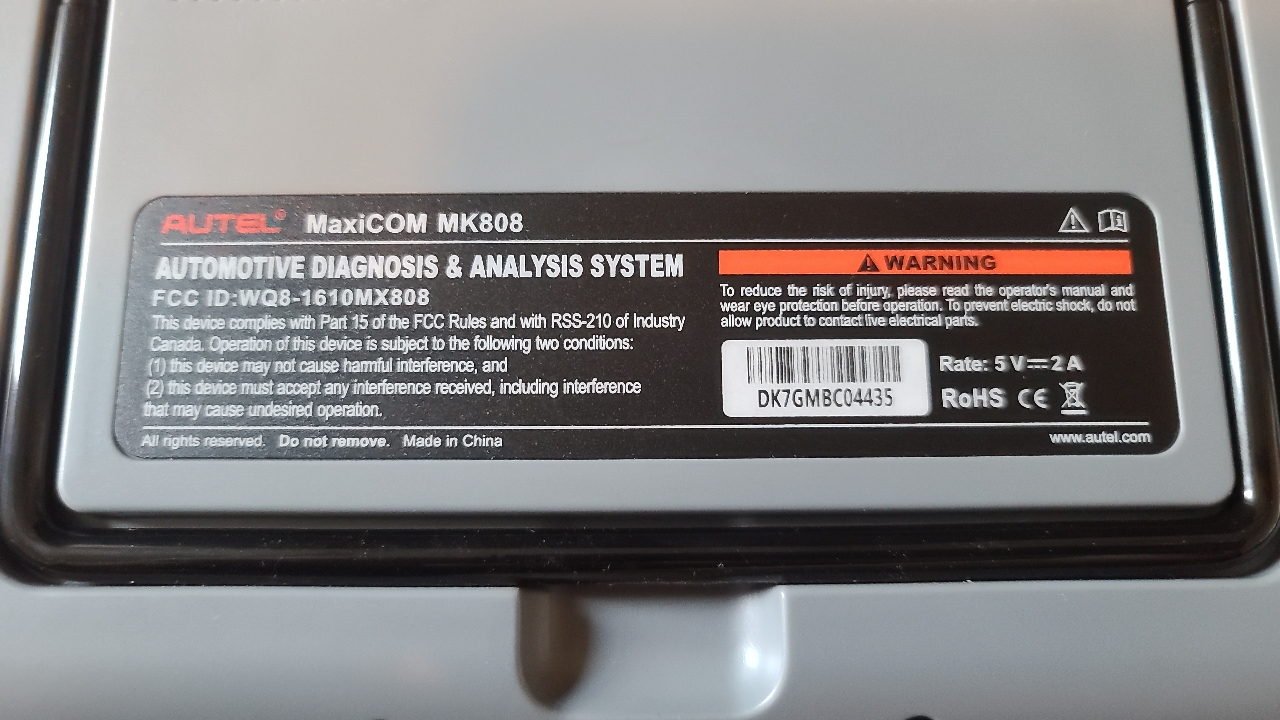 AUTEL® MaxiCOM MK808
AUTOMOTIVE DIAGNOSIS & ANALYSIS SYSTEM
FCC ID:WQ8-1610MX808
This device complies with Part 15 of the FCC Rules and with RSS-210 of Industry
Canada. Operation of this device is subject to the following two conditions:
(1) this device may not cause harmful interference, and
(2) this device must accept any interference received, including interference
that may cause undesired operation.
WARNING
To reduce the risk of injury, please read the operator's manual and
wear eye protection before operation. To prevent electric shock, do not
allow product to contact live electrical parts.
DK7GMBC04435
Rate: 5 V⎓2 A
RoHS CE
All rights reserved. Do not remove. Made in China
www.autel.com